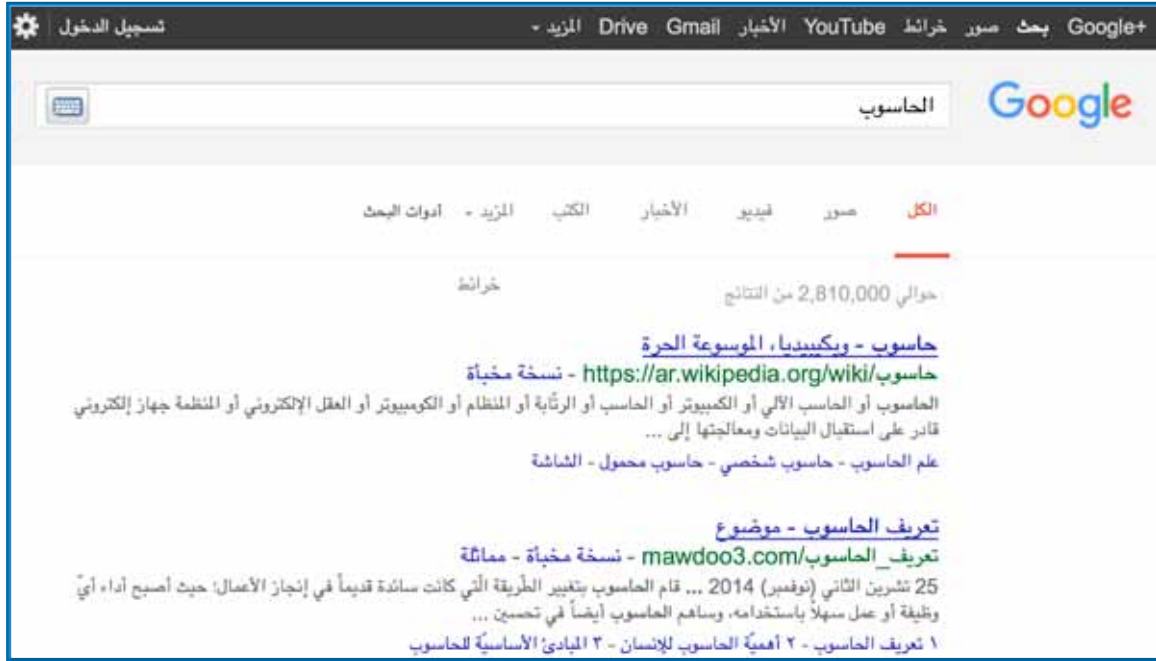 Google+ بحث صور خرائط YouTube الأخبار Gmail Drive المزيد تسجيل الدخول
Google الحاسوب
الكل صور فيديو الأخبار الكتب المزيد أدوات البحث
حوالي 2,810,000 من النتائج خرائط
حاسوب - ويكيبيديا، الموسوعة الحرة
https://ar.wikipedia.org/wiki/حاسوب - نسخة مخبأة
الحاسوب أو الحاسب الآلي أو الكمبيوتر أو الحاسب أو الرتّابة أو المنظام أو الكومبيوتر أو العقل الإلكتروني أو المنظمة جهاز إلكتروني
قادر على استقبال البيانات ومعالجتها إلى ...
علم الحاسوب - حاسوب شخصي - حاسوب محمول - الشاشة
تعريف الحاسوب - موضوع
mawdoo3.com/تعريف_الحاسوب - نسخة مخبأة - مماثلة
25 تشرين الثاني (نوفمبر) 2014 ... قام الحاسوب بتغيير الطّريقة الّتي كانت سائدة قديماً في إنجاز الأعمال؛ حيث أصبح أداء أيّ
وظيفة أو عمل سهلاً باستخدامه، وساهم الحاسوب أيضاً في تحسين ...
١ تعريف الحاسوب - ٢ أهميّة الحاسوب للإنسان - ٣ المبادئ الأساسيّة للحاسوب